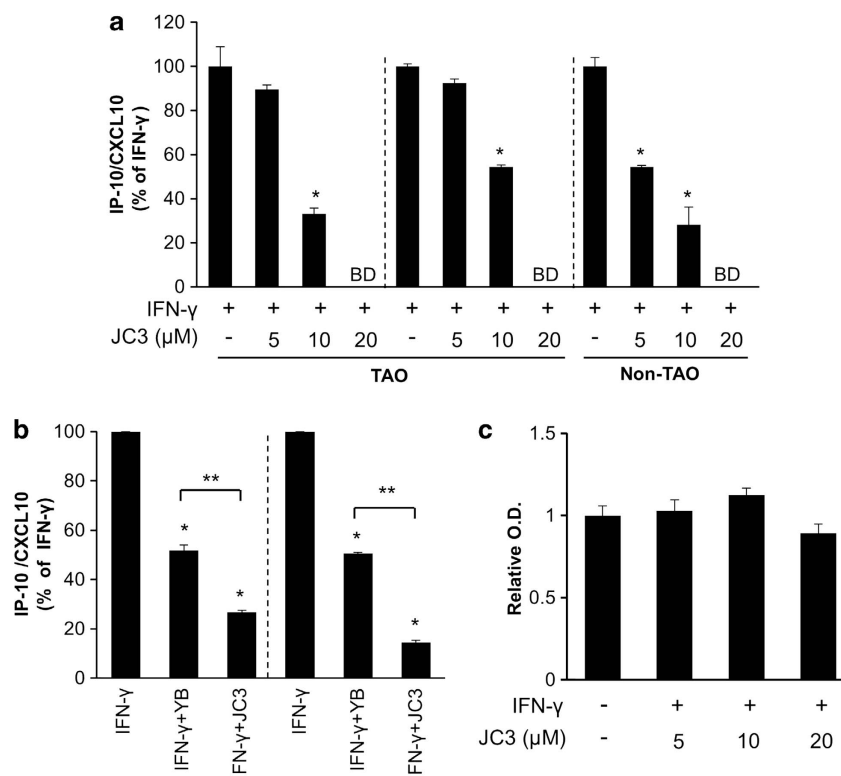 a
IP-10/CXCL10
(% of IFN-γ)
120
100
80
60
40
20
0
*
BD
*
BD
*
*
BD
IFN-γ + + + + + + + + + + + +
JC3 (μM) - 5 10 20 - 5 10 20 - 5 10 20
TAO Non-TAO
b
IP-10 /CXCL10
(% of IFN-γ)
100
80
60
40
20
0
**
*
*
**
*
*
IFN-γ
IFN-γ+YB
FN-γ+JC3
IFN-γ
IFN-γ+YB
FN-γ+JC3
c
Relative O.D.
1.5
1
0.5
0
IFN-γ - + + +
JC3 (μM) - 5 10 20